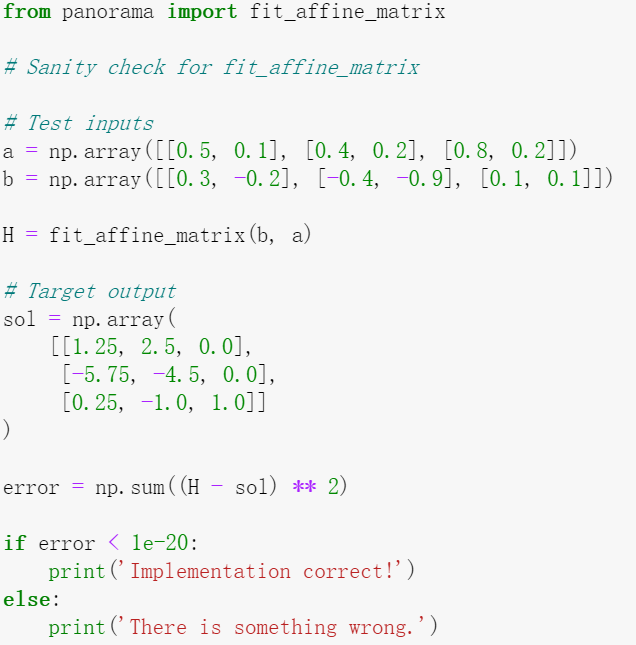 from panorama import fit_affine_matrix
# Sanity check for fit_affine_matrix
# Test inputs
a = np.array([[0.5, 0.1], [0.4, 0.2], [0.8, 0.2]])
b = np.array([[0.3, -0.2], [-0.4, -0.9], [0.1, 0.1]])
H = fit_affine_matrix(b, a)
# Target output
sol = np.array(
    [[1.25, 2.5, 0.0],
     [-5.75, -4.5, 0.0],
     [0.25, -1.0, 1.0]]
)
error = np.sum((H - sol) ** 2)
if error < 1e-20:
    print('Implementation correct!')
else:
    print('There is something wrong.')